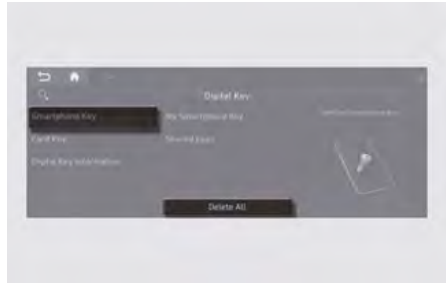 Digital Key
Smartphone Key
My Smartphone Key
Card Key
Shared Keys
Digital Key Information
Delete All